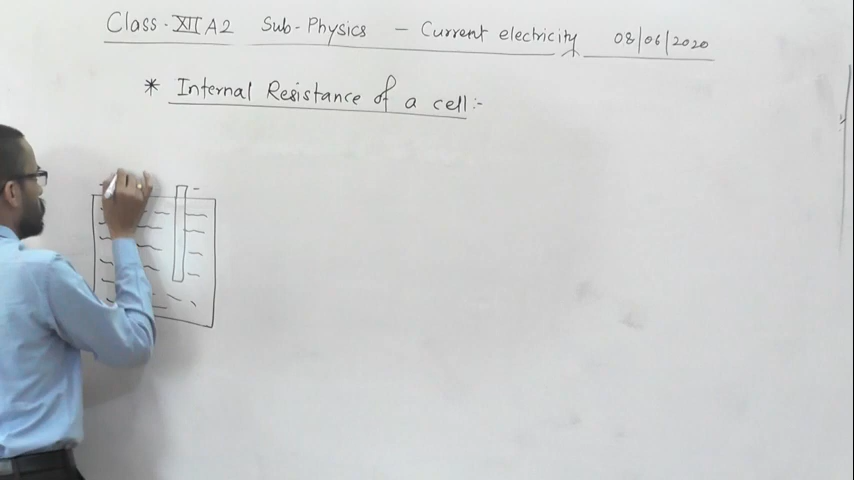 Class - XII A2 Sub - Physics - Current electricity 08/06/2020
* Internal Resistance of a cell :-
-